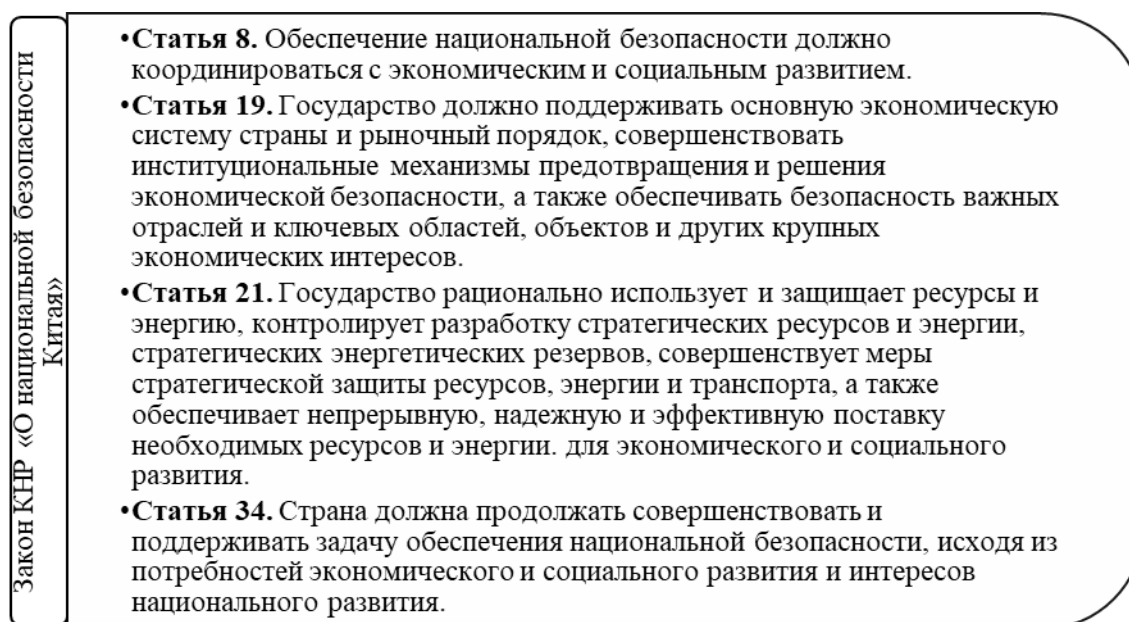 Закон КНР «О национальной безопасности
Китая»
•Статья 8. Обеспечение национальной безопасности должно
координироваться с экономическим и социальным развитием.
•Статья 19. Государство должно поддерживать основную экономическую
систему страны и рыночный порядок, совершенствовать
институциональные механизмы предотвращения и решения
экономической безопасности, а также обеспечивать безопасность важных
отраслей и ключевых областей, объектов и других крупных
экономических интересов.
•Статья 21. Государство рационально использует и защищает ресурсы и
энергию, контролирует разработку стратегических ресурсов и энергии,
стратегических энергетических резервов, совершенствует меры
стратегической защиты ресурсов, энергии и транспорта, а также
обеспечивает непрерывную, надежную и эффективную поставку
необходимых ресурсов и энергии. для экономического и социального
развития.
•Статья 34. Страна должна продолжать совершенствовать и
поддерживать задачу обеспечения национальной безопасности, исходя из
потребностей экономического и социального развития и интересов
национального развития.